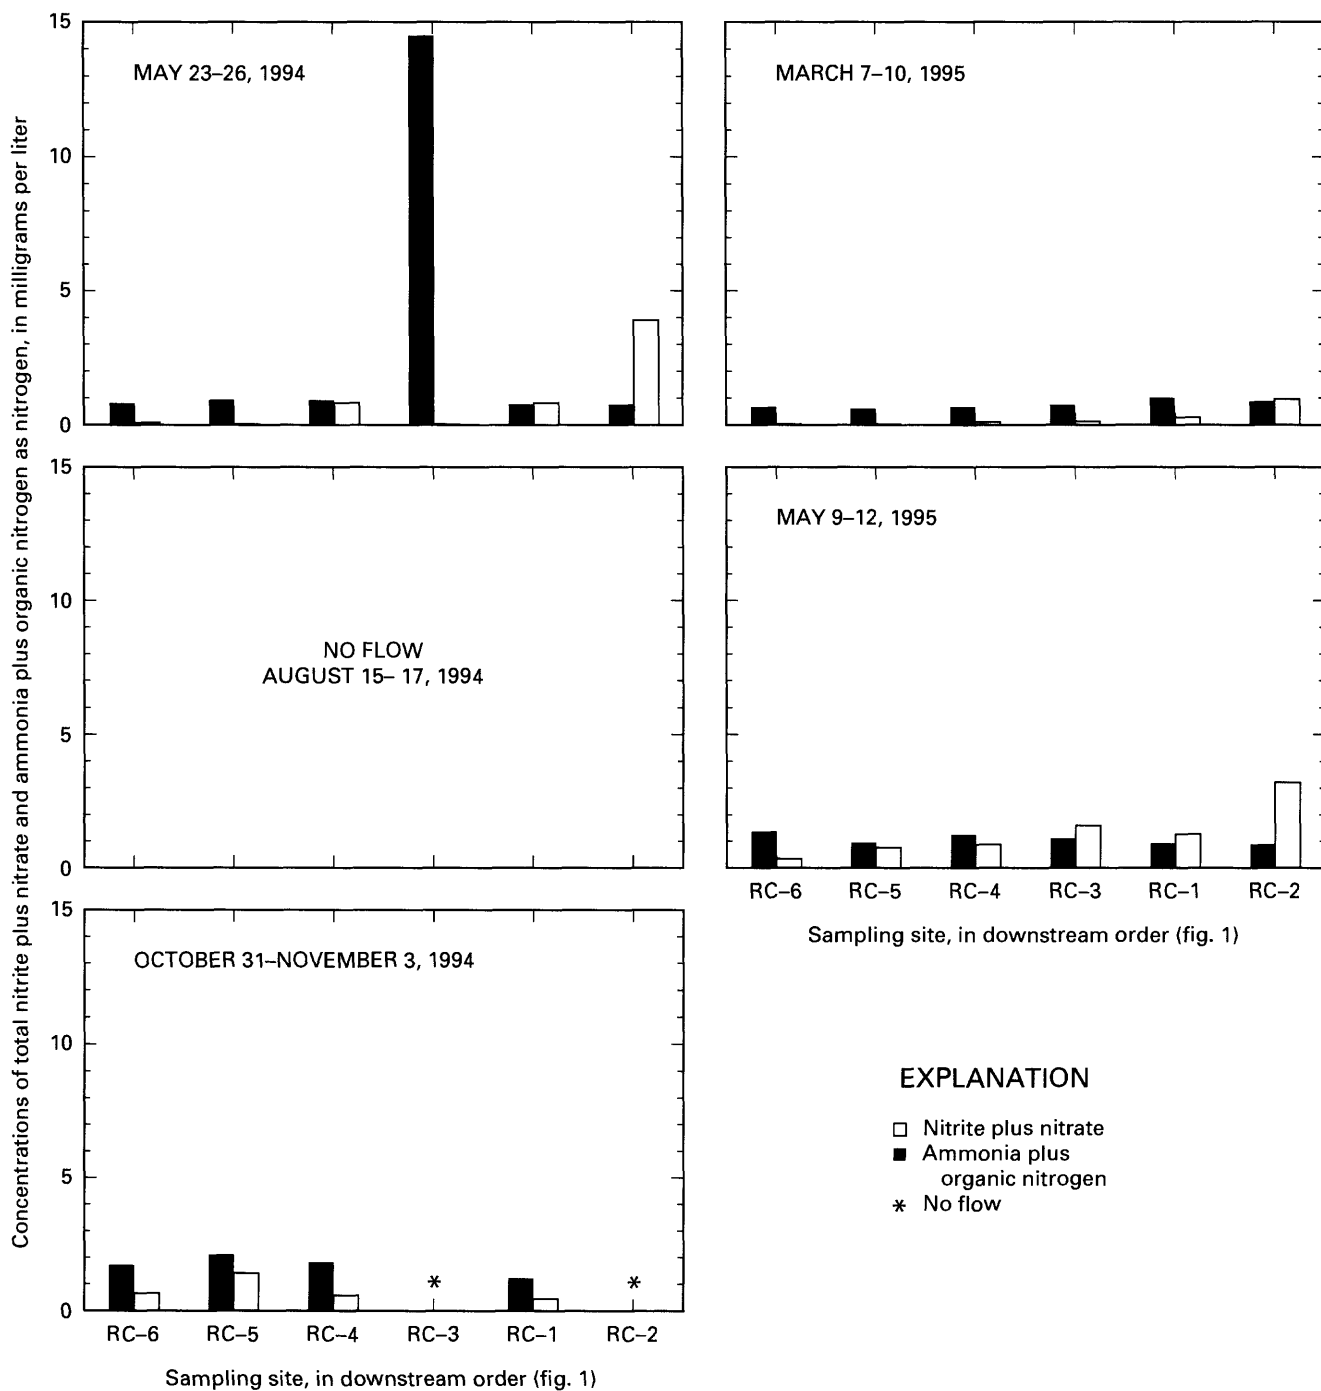 Concentrations of total nitrite plus nitrate and ammonia plus organic nitrogen as nitrogen, in milligrams per liter
15
10
5
0
MAY 23–26, 1994
MARCH 7–10, 1995
15
10
5
0
NO FLOW
AUGUST 15– 17, 1994
MAY 9–12, 1995
RC–6 RC–5 RC–4 RC–3 RC–1 RC–2
Sampling site, in downstream order (fig. 1)
15
10
5
0
OCTOBER 31–NOVEMBER 3, 1994
* *
RC–6 RC–5 RC–4 RC–3 RC–1 RC–2
Sampling site, in downstream order (fig. 1)
EXPLANATION
Nitrite plus nitrate
Ammonia plus
organic nitrogen
* No flow